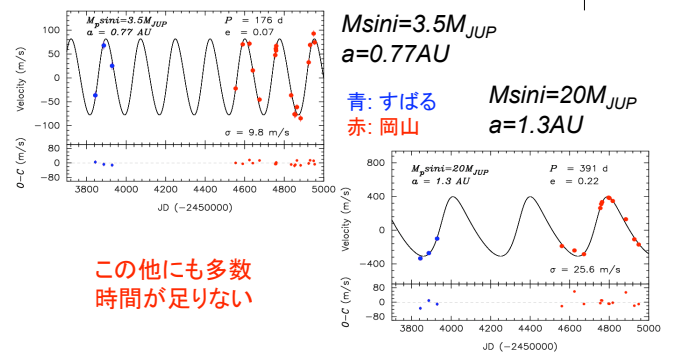 M_p sini=3.5M_JUP
a = 0.77 AU
P = 176 d
e = 0.07
σ = 9.8 m/s
Velocity (m/s)
100
50
0
−50
−100
O−C (m/s)
80
0
−80
3800 4000 4200 4400 4600 4800 5000
JD (−2450000)
Msini=3.5M_JUP
a=0.77AU
青: すばる
赤: 岡山
Msini=20M_JUP
a=1.3AU
M_p sini=20M_JUP
a = 1.3 AU
P = 391 d
e = 0.22
σ = 25.6 m/s
Velocity (m/s)
800
400
0
−400
O−C (m/s)
80
0
−80
3800 4000 4200 4400 4600 4800 5000
JD (−2450000)
この他にも多数
時間が足りない